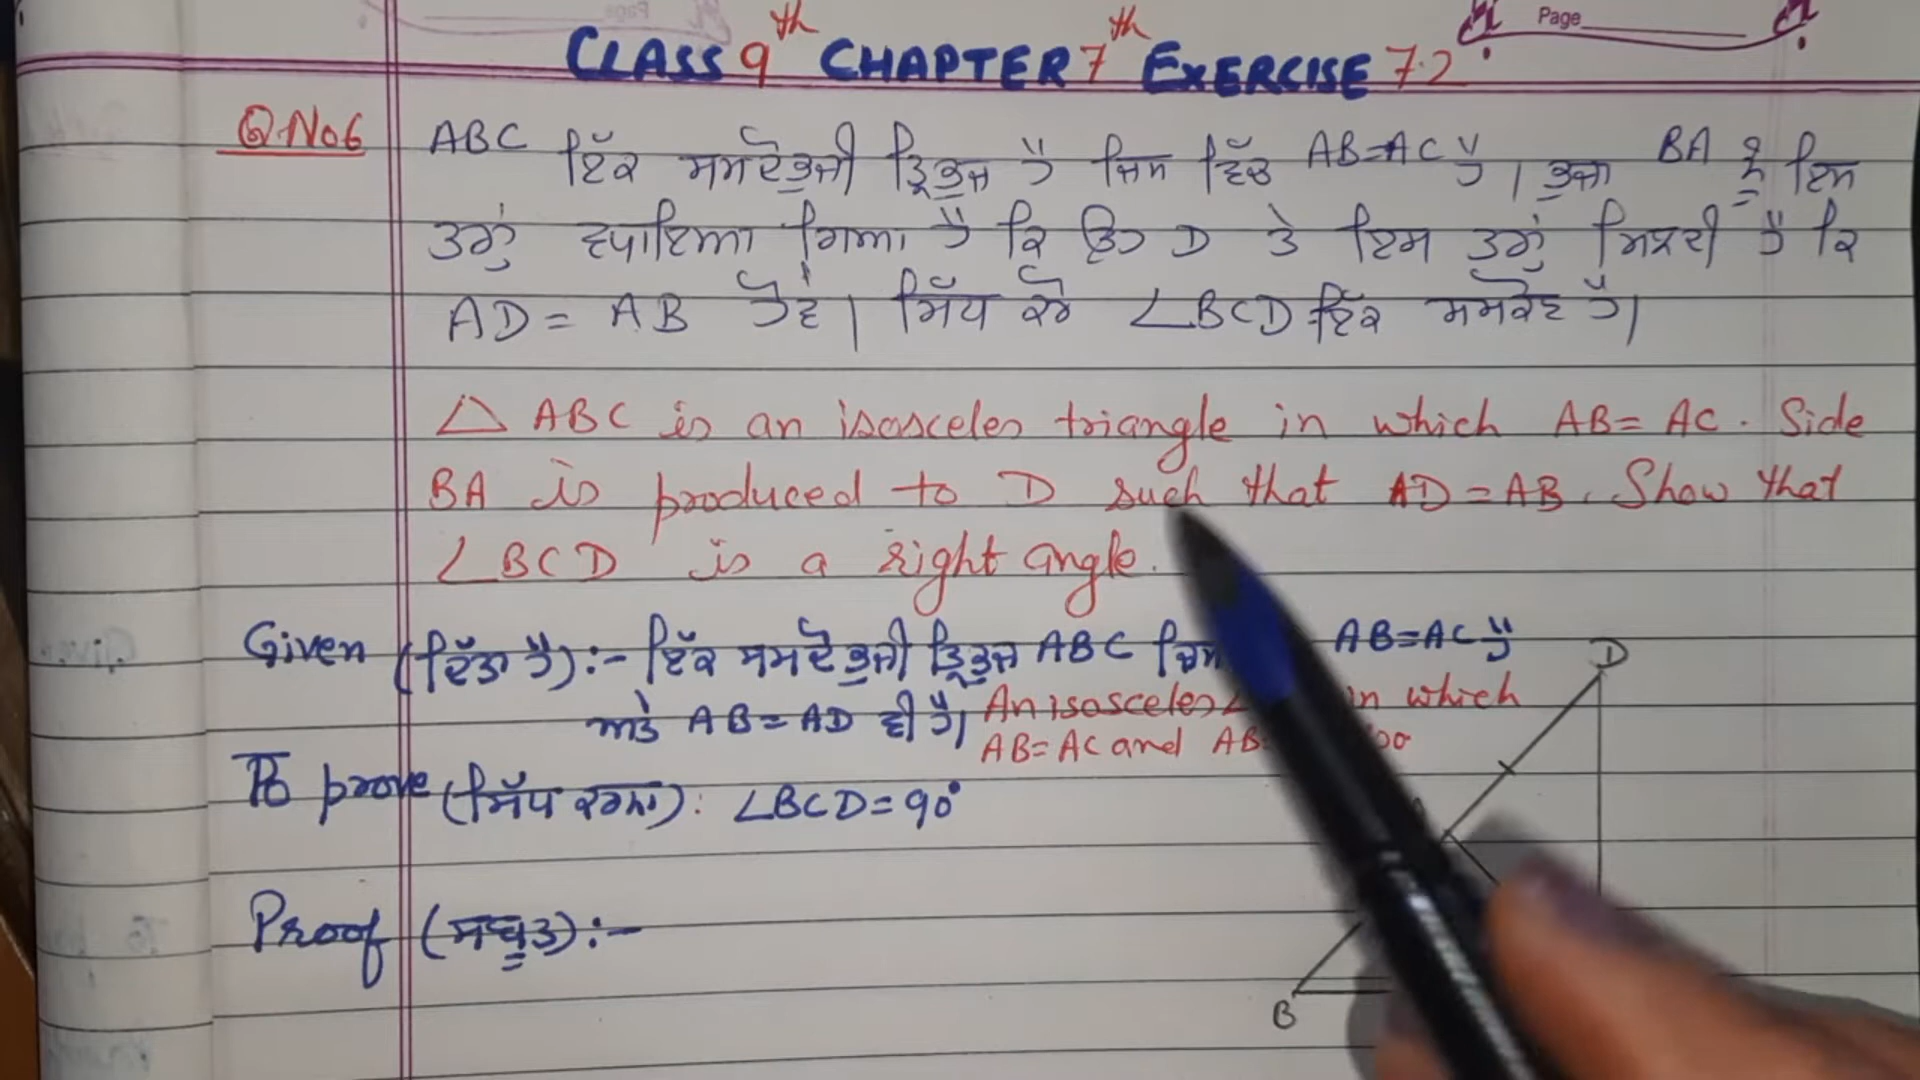 Page
CLASS 9th CHAPTER 7th EXERCISE 7.2
Q.No6 ABC ਇੱਕ ਸਮਦੋਭੁਜੀ ਤ੍ਰਿਭੁਜ ਹੈ ਜਿਸ ਵਿੱਚ AB=AC ਹੈ। ਭੁਜਾ BA ਨੂੰ ਇਸ
ਤਰ੍ਹਾਂ ਵਧਾਇਆ ਗਿਆ ਹੈ ਕਿ ਉਹ D ਤੇ ਇਸ ਤਰ੍ਹਾਂ ਮਿਲਦੀ ਹੈ ਕਿ
AD = AB ਹੋਵੇ। ਸਿੱਧ ਕਰੋ ∠BCD ਇੱਕ ਸਮਕੋਣ ਹੈ।
△ ABC is an isosceles triangle in which AB = AC. Side
BA is produced to D such that AD = AB. Show that
∠BCD is a right angle.
Given (ਦਿੱਤਾ ਹੈ) :- ਇੱਕ ਸਮਦੋਭੁਜੀ ਤ੍ਰਿਭੁਜ ABC AB=AC ਹੈ
ਅਤੇ AB = AD ਵੀ ਹੈ। An isosceles in which
AB = AC and
To prove (ਸਿੱਧ ਕਰਨਾ) : ∠BCD = 90°
Proof (ਸਬੂਤ) :-
D
B